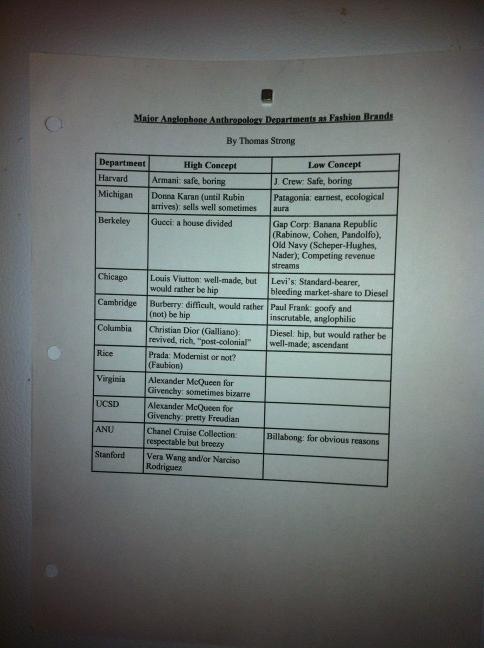 Major Anglophone Anthropology Departments as Fashion Brands
By Thomas Strong
Department High Concept Low Concept
Harvard Armani: safe, boring J. Crew: Safe, boring
Michigan Donna Karan (until Rubin Patagonia: earnest, ecological
arrives): sells well sometimes aura
Berkeley Gucci: a house divided Gap Corp: Banana Republic
(Rabinow, Cohen, Pandolfo),
Old Navy (Scheper-Hughes,
Nader); Competing revenue
streams
Chicago Louis Viutton: well-made, but Levi's: Standard-bearer,
would rather be hip bleeding market-share to Diesel
Cambridge Burberry: difficult, would rather Paul Frank: goofy and
(not) be hip inscrutable, anglophilic
Columbia Christian Dior (Galliano): Diesel: hip, but would rather be
revived, rich, "post-colonial" well-made; ascendant
Rice Prada: Modernist or not?
(Faubion)
Virginia Alexander McQueen for
Givenchy: sometimes bizarre
UCSD Alexander McQueen for
Givenchy: pretty Freudian
ANU Chanel Cruise Collection: Billabong: for obvious reasons
respectable but breezy
Stanford Vera Wang and/or Narciso
Rodriguez